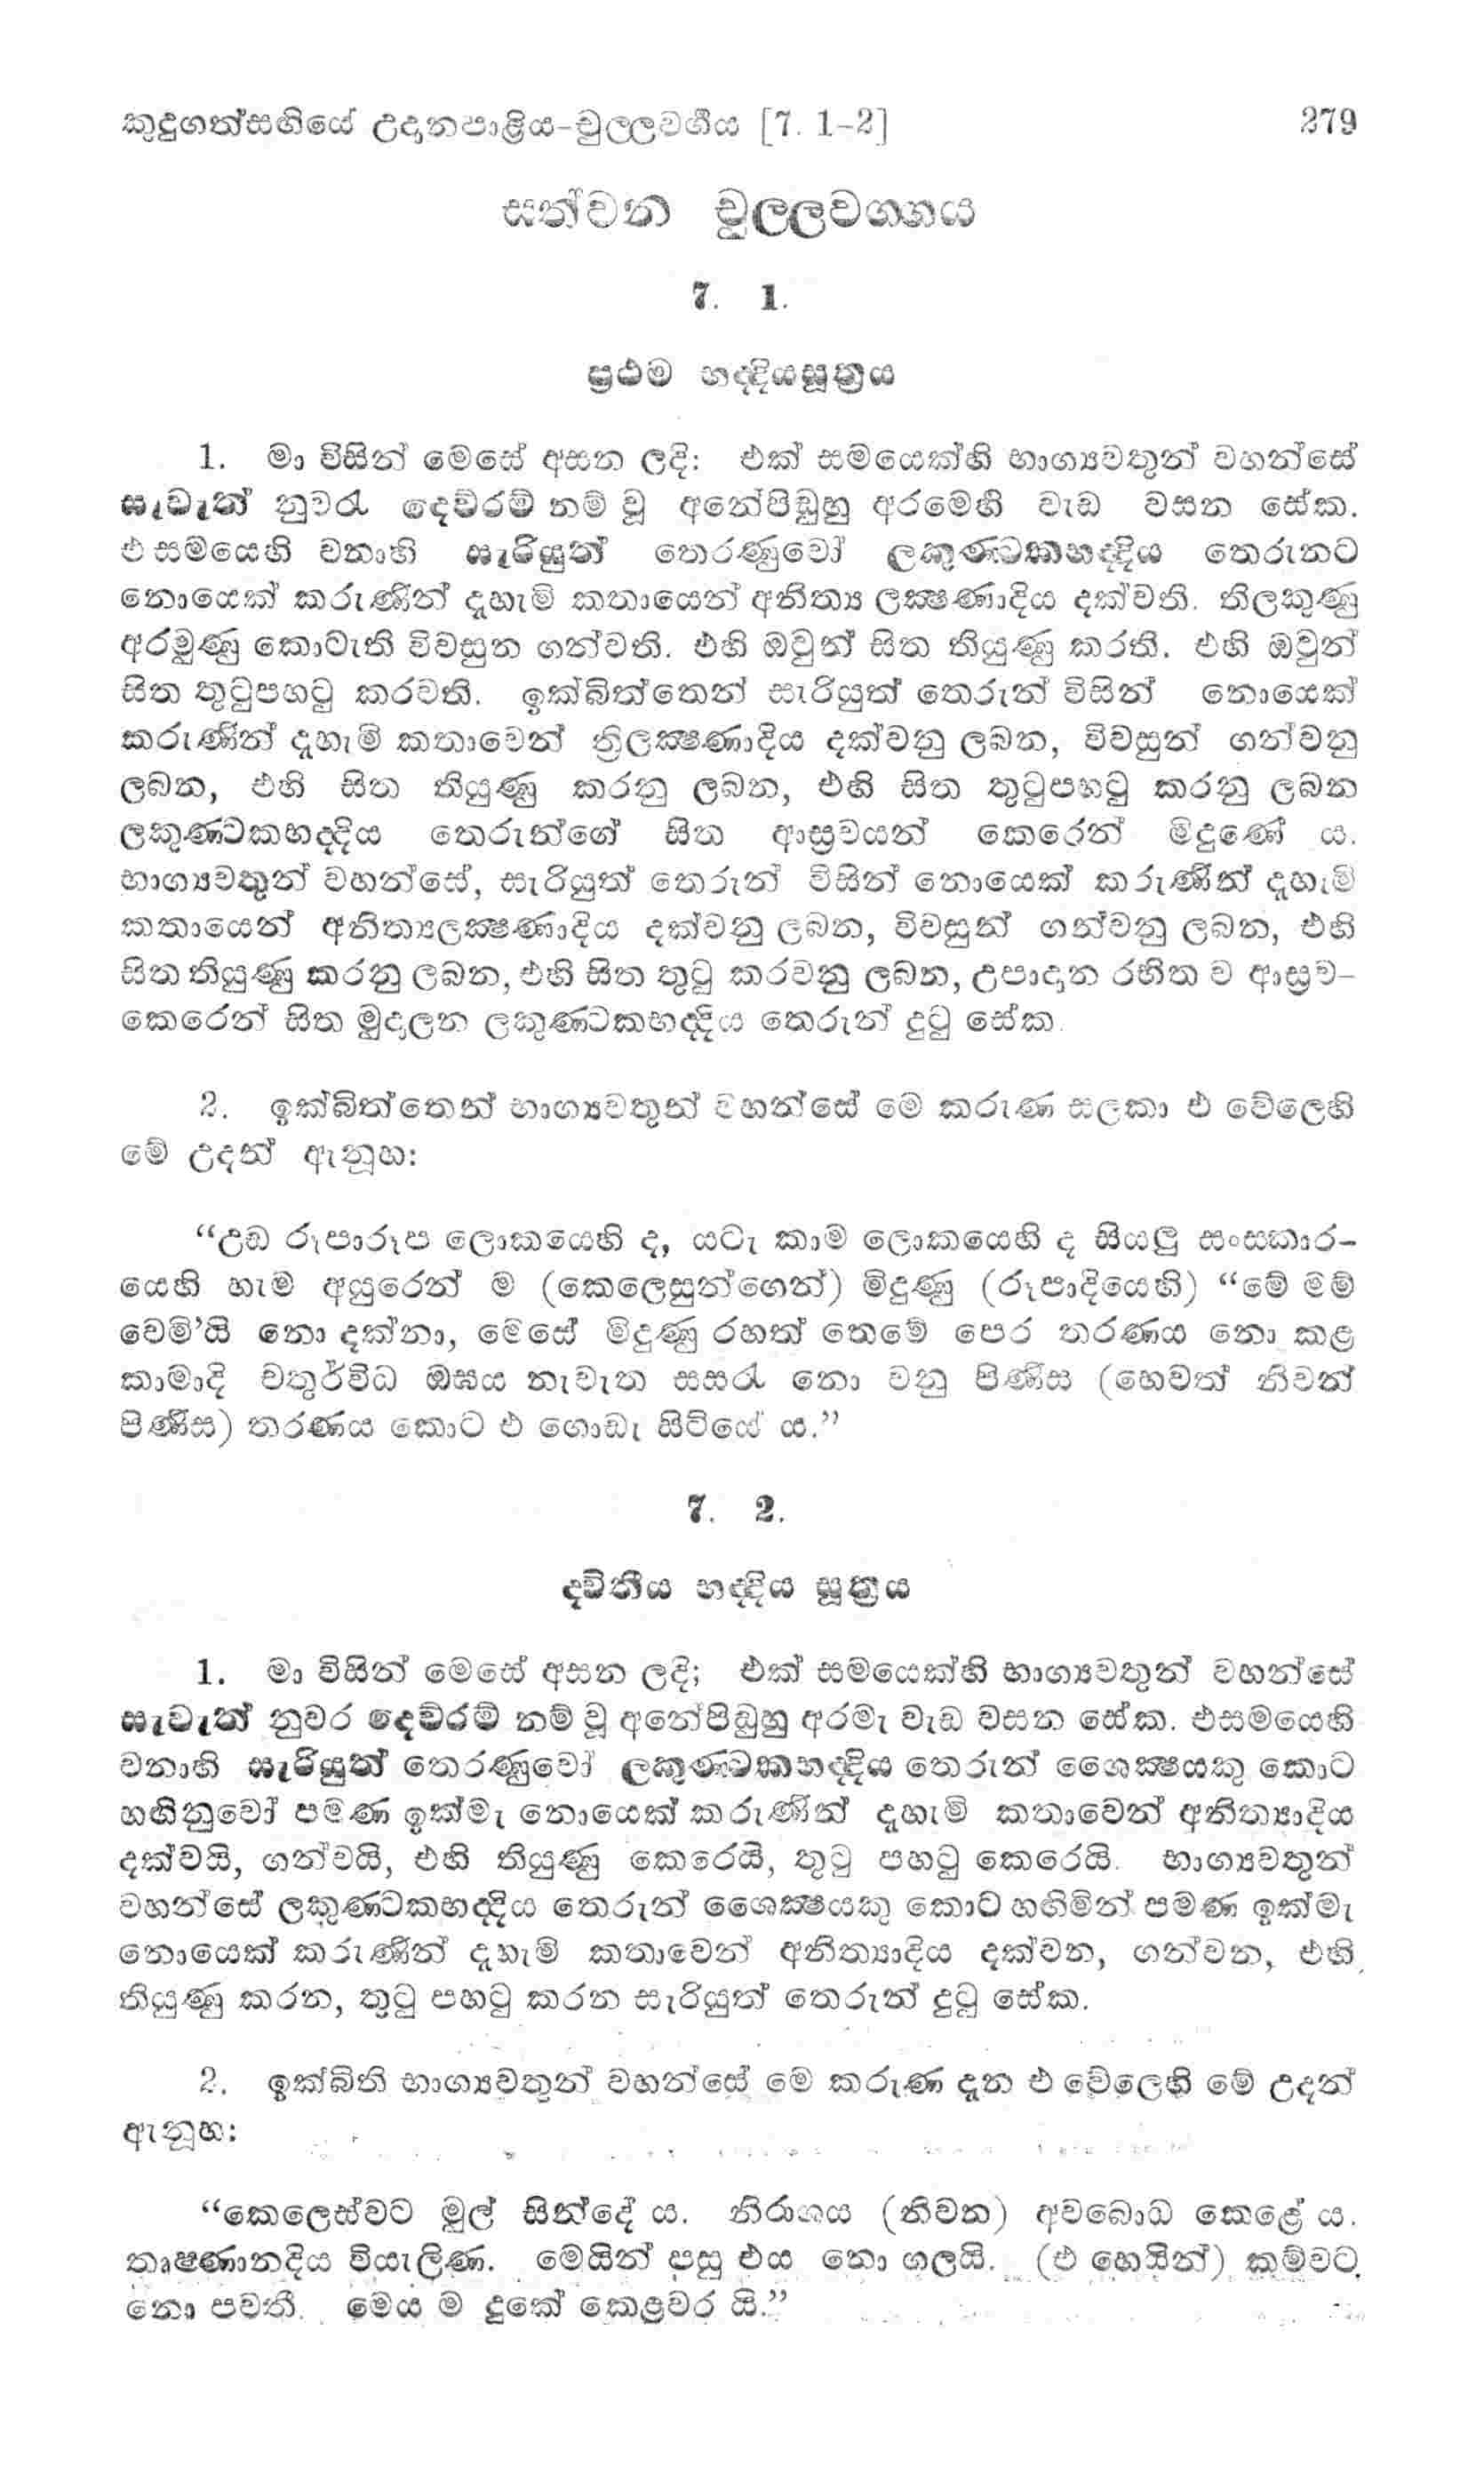 කුදුගත්සඟියේ උදානපාළිය-චුල්ලවර්ගය [7. 1-2] 279
සත්වන චුල්ලවග්ගය
7. 1.
ප්‍රථම භද්දියසූත්‍රය
1. මා විසින් මෙසේ අසන ලදි: එක් සමයෙක්හි භාග්‍යවතුන් වහන්සේ
සැවැත් නුවරැ දෙව්රම් නම් වූ අනේපිඬුහු අරමෙහි වැඩ වසන සේක.
එ සමයෙහි වනාහි සැරියුත් තෙරණුවෝ ලකුණ්ටකභද්දිය තෙරුනට
නොයෙක් කරුණින් දැහැමි කතායෙන් අනිත්‍ය ලක්ෂණාදිය දක්වති. තිලකුණු
අරමුණු කොටැති විවසුන ගන්වති. එහි ඔවුන් සිත තියුණු කරති. එහි ඔවුන්
සිත තුටුපහටු කරවති. ඉක්බිත්තෙන් සැරියුත් තෙරුන් විසින් නොයෙක්
කරුණින් දැහැමි කතාවෙන් ත්‍රිලක්ෂණාදිය දක්වනු ලබන, විවසුන් ගන්වනු
ලබන, එහි සිත තියුණු කරනු ලබන, එහි සිත තුටුපහටු කරනු ලබන
ලකුණ්ටකභද්දිය තෙරුන්ගේ සිත ආස්‍රවයන් කෙරෙන් මිදුණේ ය.
භාග්‍යවතුන් වහන්සේ, සැරියුත් තෙරුන් විසින් නොයෙක් කරුණින් දැහැමි
කතායෙන් අනිත්‍යලක්ෂණාදිය දක්වනු ලබන, විවසුන් ගන්වනු ලබන, එහි
සිත තියුණු කරනු ලබන, එහි සිත තුටු කරවනු ලබන, උපාදාන රහිත ව ආස්‍රව-
කෙරෙන් සිත මුදාලන ලකුණ්ටකභද්දිය තෙරුන් දුටු සේක.
2. ඉක්බිත්තෙන් භාග්‍යවතුන් වහන්සේ මෙ කරුණ සලකා එ වේලෙහි
මේ උදන් ඇනූහ:
“උඩ රූපාරූප ලොකයෙහි ද, යටැ කාම ලොකයෙහි ද සියලු සංස්කාර-
යෙහි හැම අයුරෙන් ම (කෙලෙසුන්ගෙන්) මිදුණු (රූපාදියෙහි) “මේ මම්
වෙමි’යි නො දක්නා, මෙසේ මිදුණු රහත් තෙමේ පෙර තරණය නො කළ
කාමාදි චතුර්විධ ඔඝය නැවැත සසරැ නො වනු පිණිස (හෙවත් නිවන්
පිණිස) තරණය කොට එ ගොඩැ සිටියේ ය.”
7. 2.
ද්විතීය භද්දිය සූත්‍රය
1. මා විසින් මෙසේ අසන ලදි; එක් සමයෙක්හි භාග්‍යවතුන් වහන්සේ
සැවැත් නුවර දෙව්රම් නම් වූ අනේපිඬුහු අරමැ වැඩ වසන සේක. එසමයෙහි
වනාහි සැරියුත් තෙරණුවෝ ලකුණ්ටකභද්දිය තෙරුන් ශෛක්ෂයකු කොට
හඟිනුවෝ පමණ ඉක්මැ නොයෙක් කරුණින් දැහැමි කතාවෙන් අනිත්‍යාදිය
දක්වයි, ගන්වයි, එහි තියුණු කෙරෙයි, තුටු පහටු කෙරෙයි. භාග්‍යවතුන්
වහන්සේ ලකුණ්ටකභද්දිය තෙරුන් ශෛක්ෂයකු කොට හඟිමින් පමණ ඉක්මැ
නොයෙක් කරුණින් දැහැමි කතාවෙන් අනිත්‍යාදිය දක්වන, ගන්වන, එහි
තියුණු කරන, තුටු පහටු කරන සැරියුත් තෙරුන් දුටු සේක.
2. ඉක්බිති භාග්‍යවතුන් වහන්සේ මෙ කරුණ දැන එ වේලෙහි මේ උදන්
ඇනූහ:
“කෙලෙස්වට මුල් සින්දේ ය. නිරාශය (නිවන) අවබොධ කෙළේ ය.
තෘෂ්ණානදිය වියැලිණ. මෙයින් පසු එය නො ගලයි. (එ හෙයින්) කම්වට
නො පවතී. මෙය ම දුකේ කෙළවර යි.”